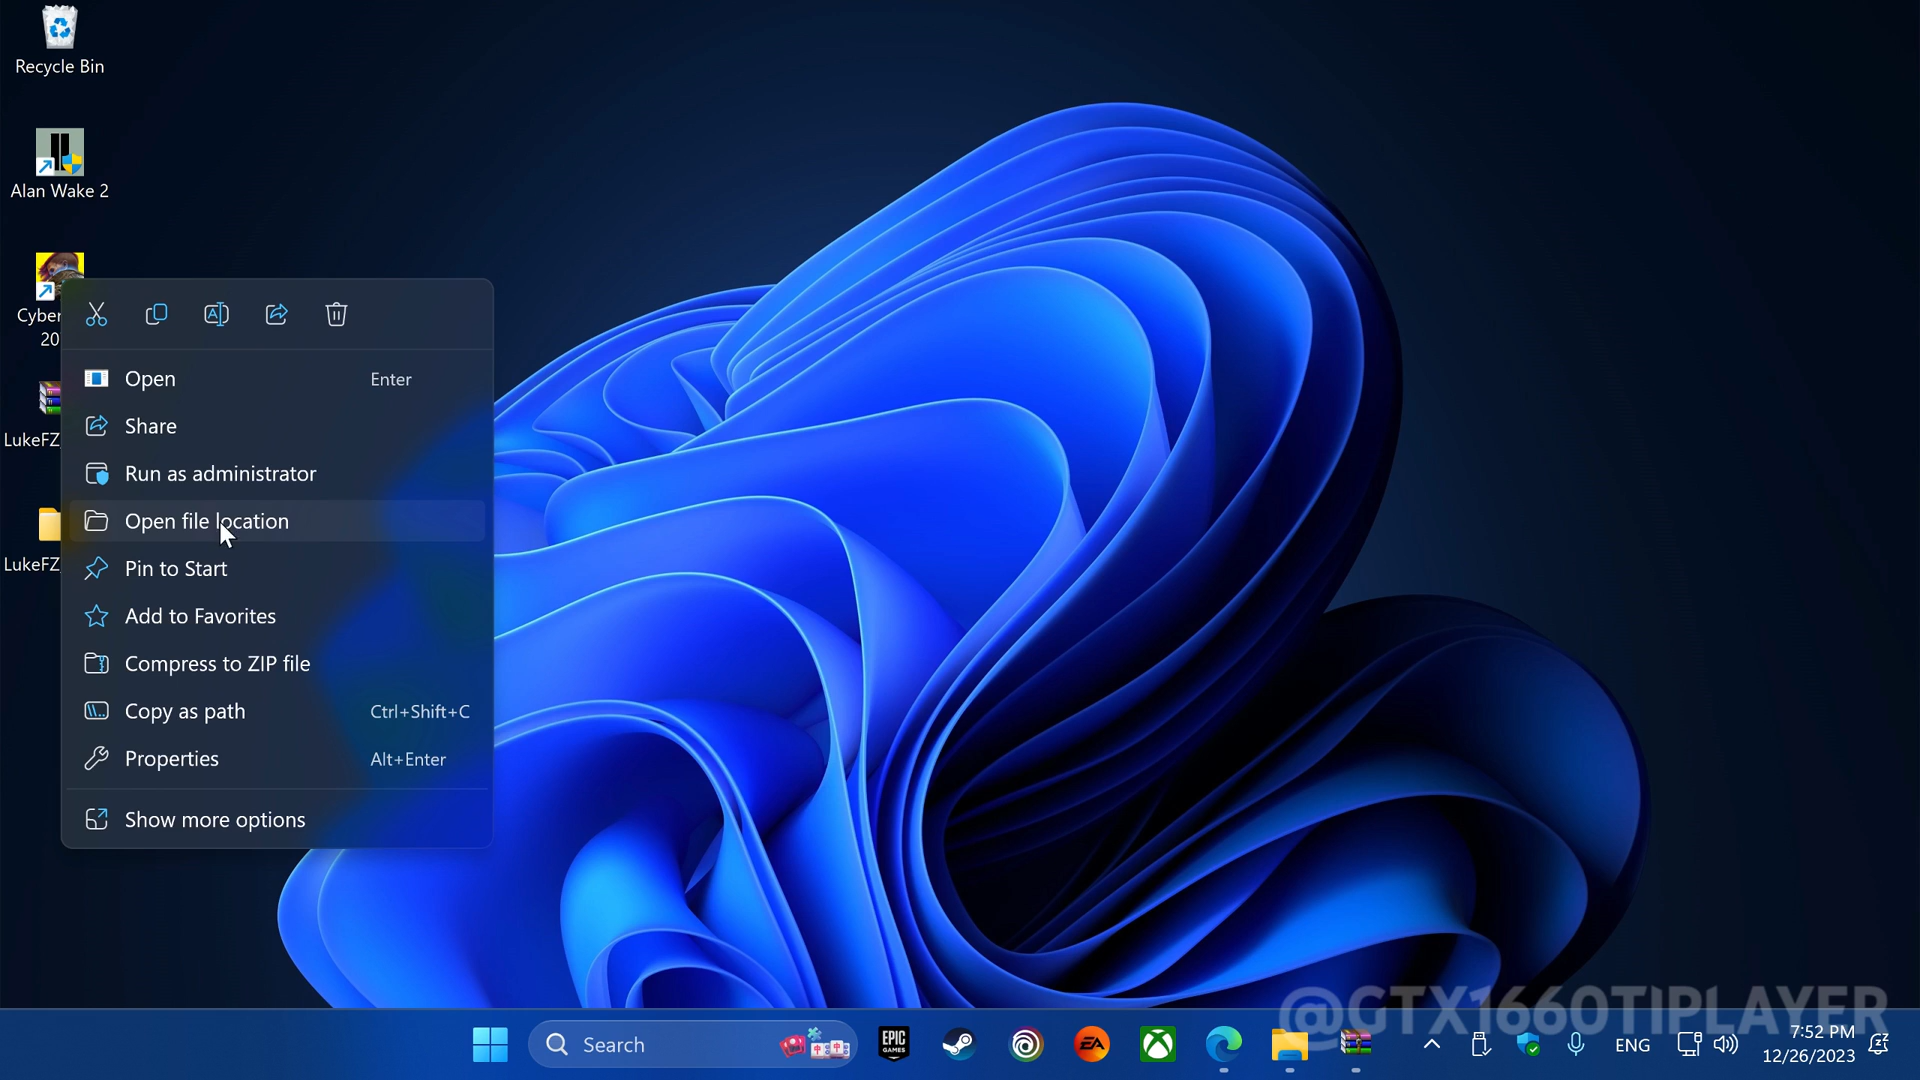 Recycle Bin
Alan Wake 2
Cyber
20
LukeFZ
LukeFZ
Open Enter
Share
Run as administrator
Open file location
Pin to Start
Add to Favorites
Compress to ZIP file
Copy as path Ctrl+Shift+C
Properties Alt+Enter
Show more options
@GTX1660TIPLAYER
Search
EPIC
GAMES
EA
ENG
7:52 PM
12/26/2023